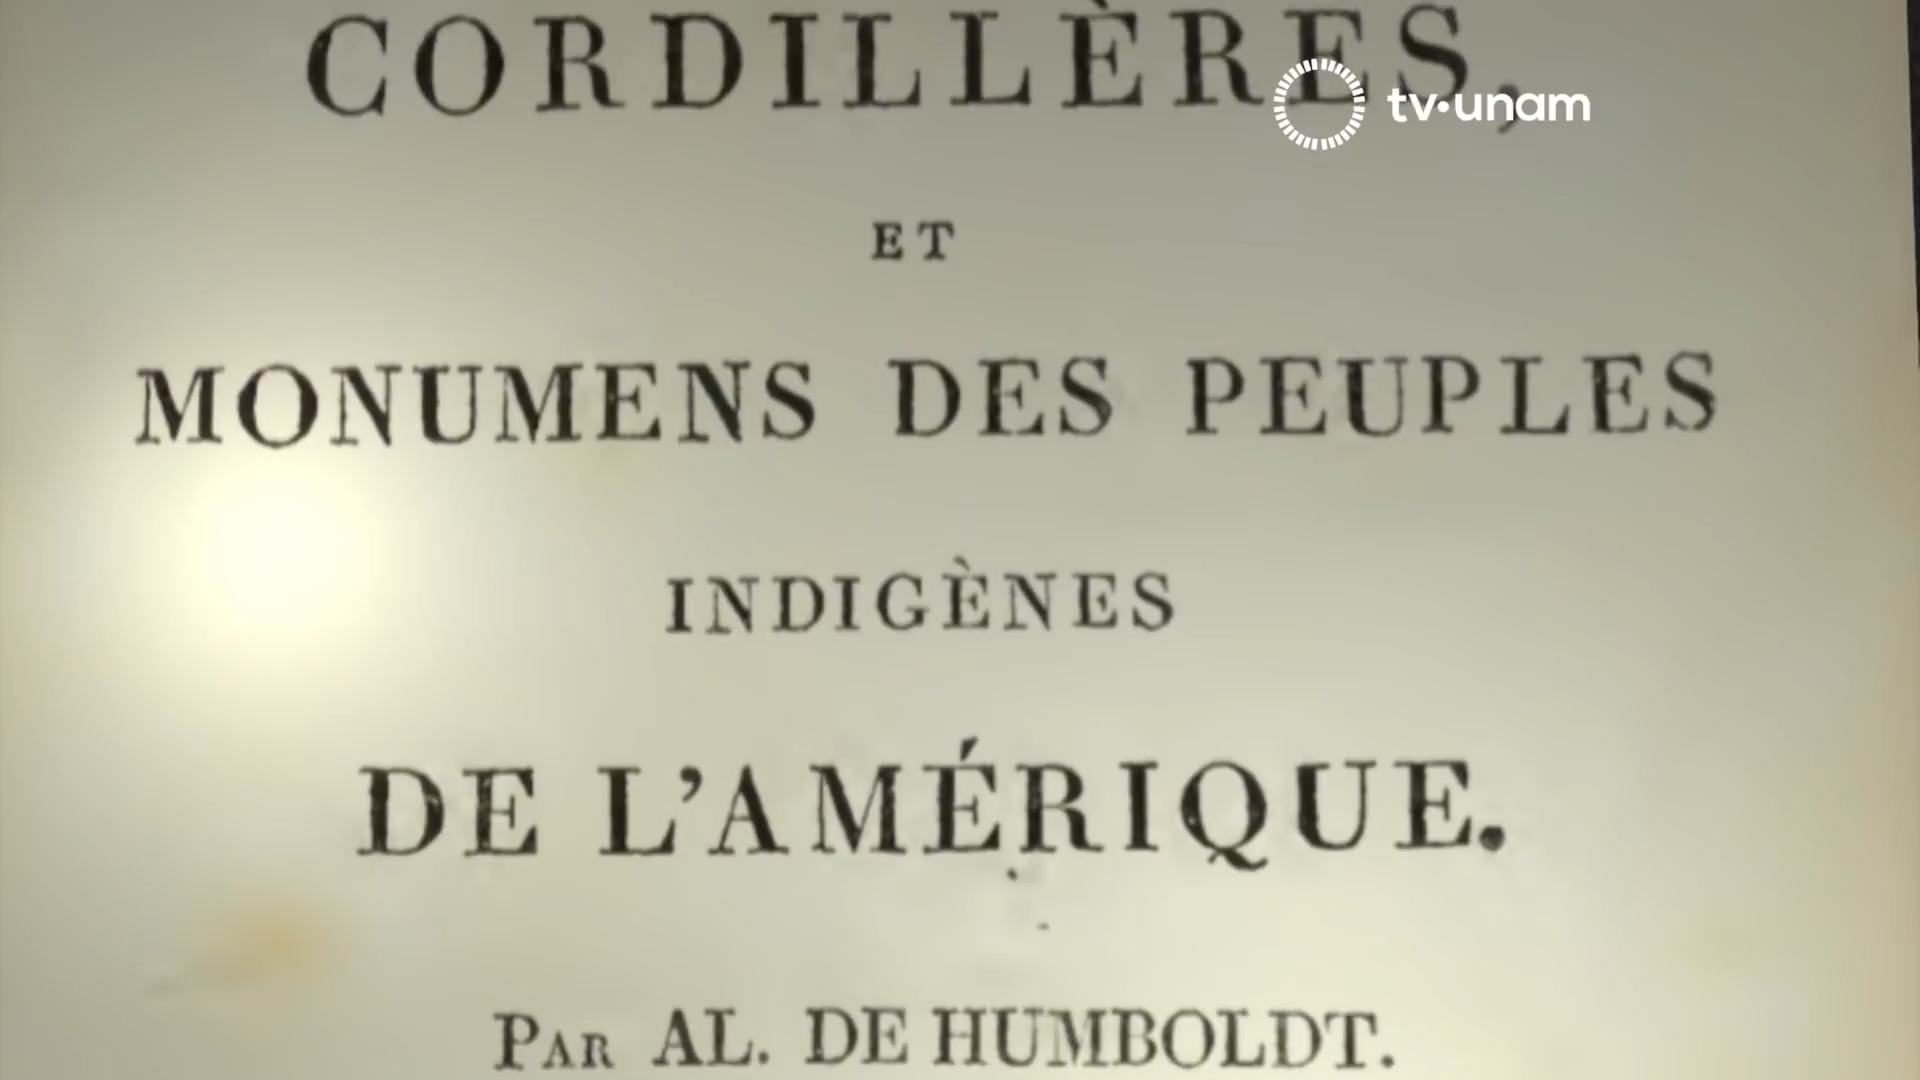 CORDILLÈRES,
tv·unam
ET
MONUMENS DES PEUPLES
INDIGÈNES
DE L'AMÉRIQUE.
PAR AL. DE HUMBOLDT.